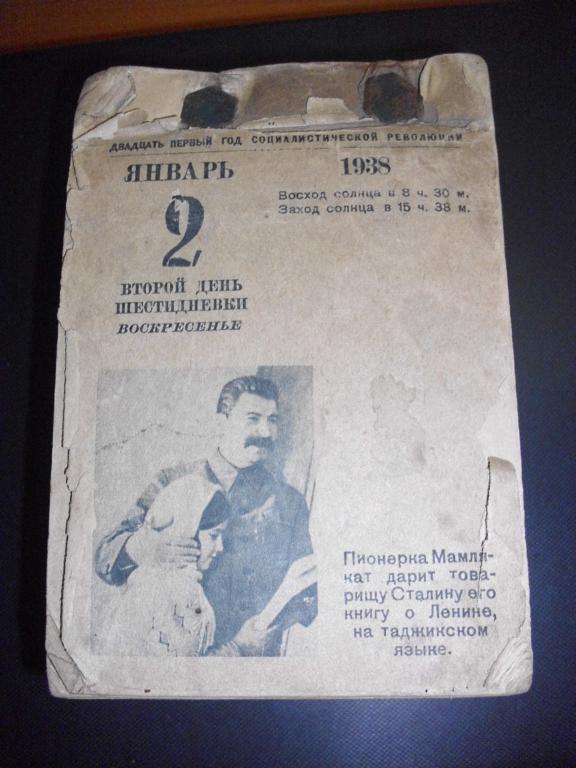 ДВАДЦАТЬ ПЕРВЫЙ ГОД СОЦИАЛИСТИЧЕСКОЙ РЕВОЛЮЦИИ
ЯНВАРЬ
1938
Восход солнца в 8 ч. 30 м.
Заход солнца в 15 ч. 38 м.
2
ВТОРОЙ ДЕНЬ
ШЕСТИДНЕВКИ
ВОСКРЕСЕНЬЕ
Пионерка Мамля-
кат дарит това-
рищу Сталину его
книгу о Ленине,
на таджикском
языке.